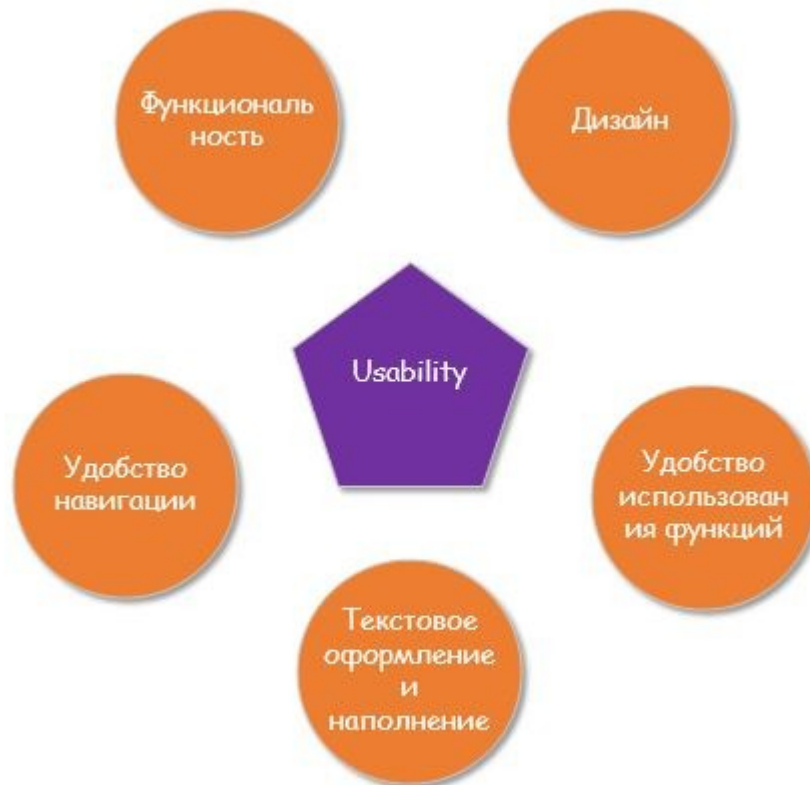 Функциональ
ность
Дизайн
Usability
Удобство
навигации
Удобство
использован
ия функций
Текстовое
оформление
и
наполнение